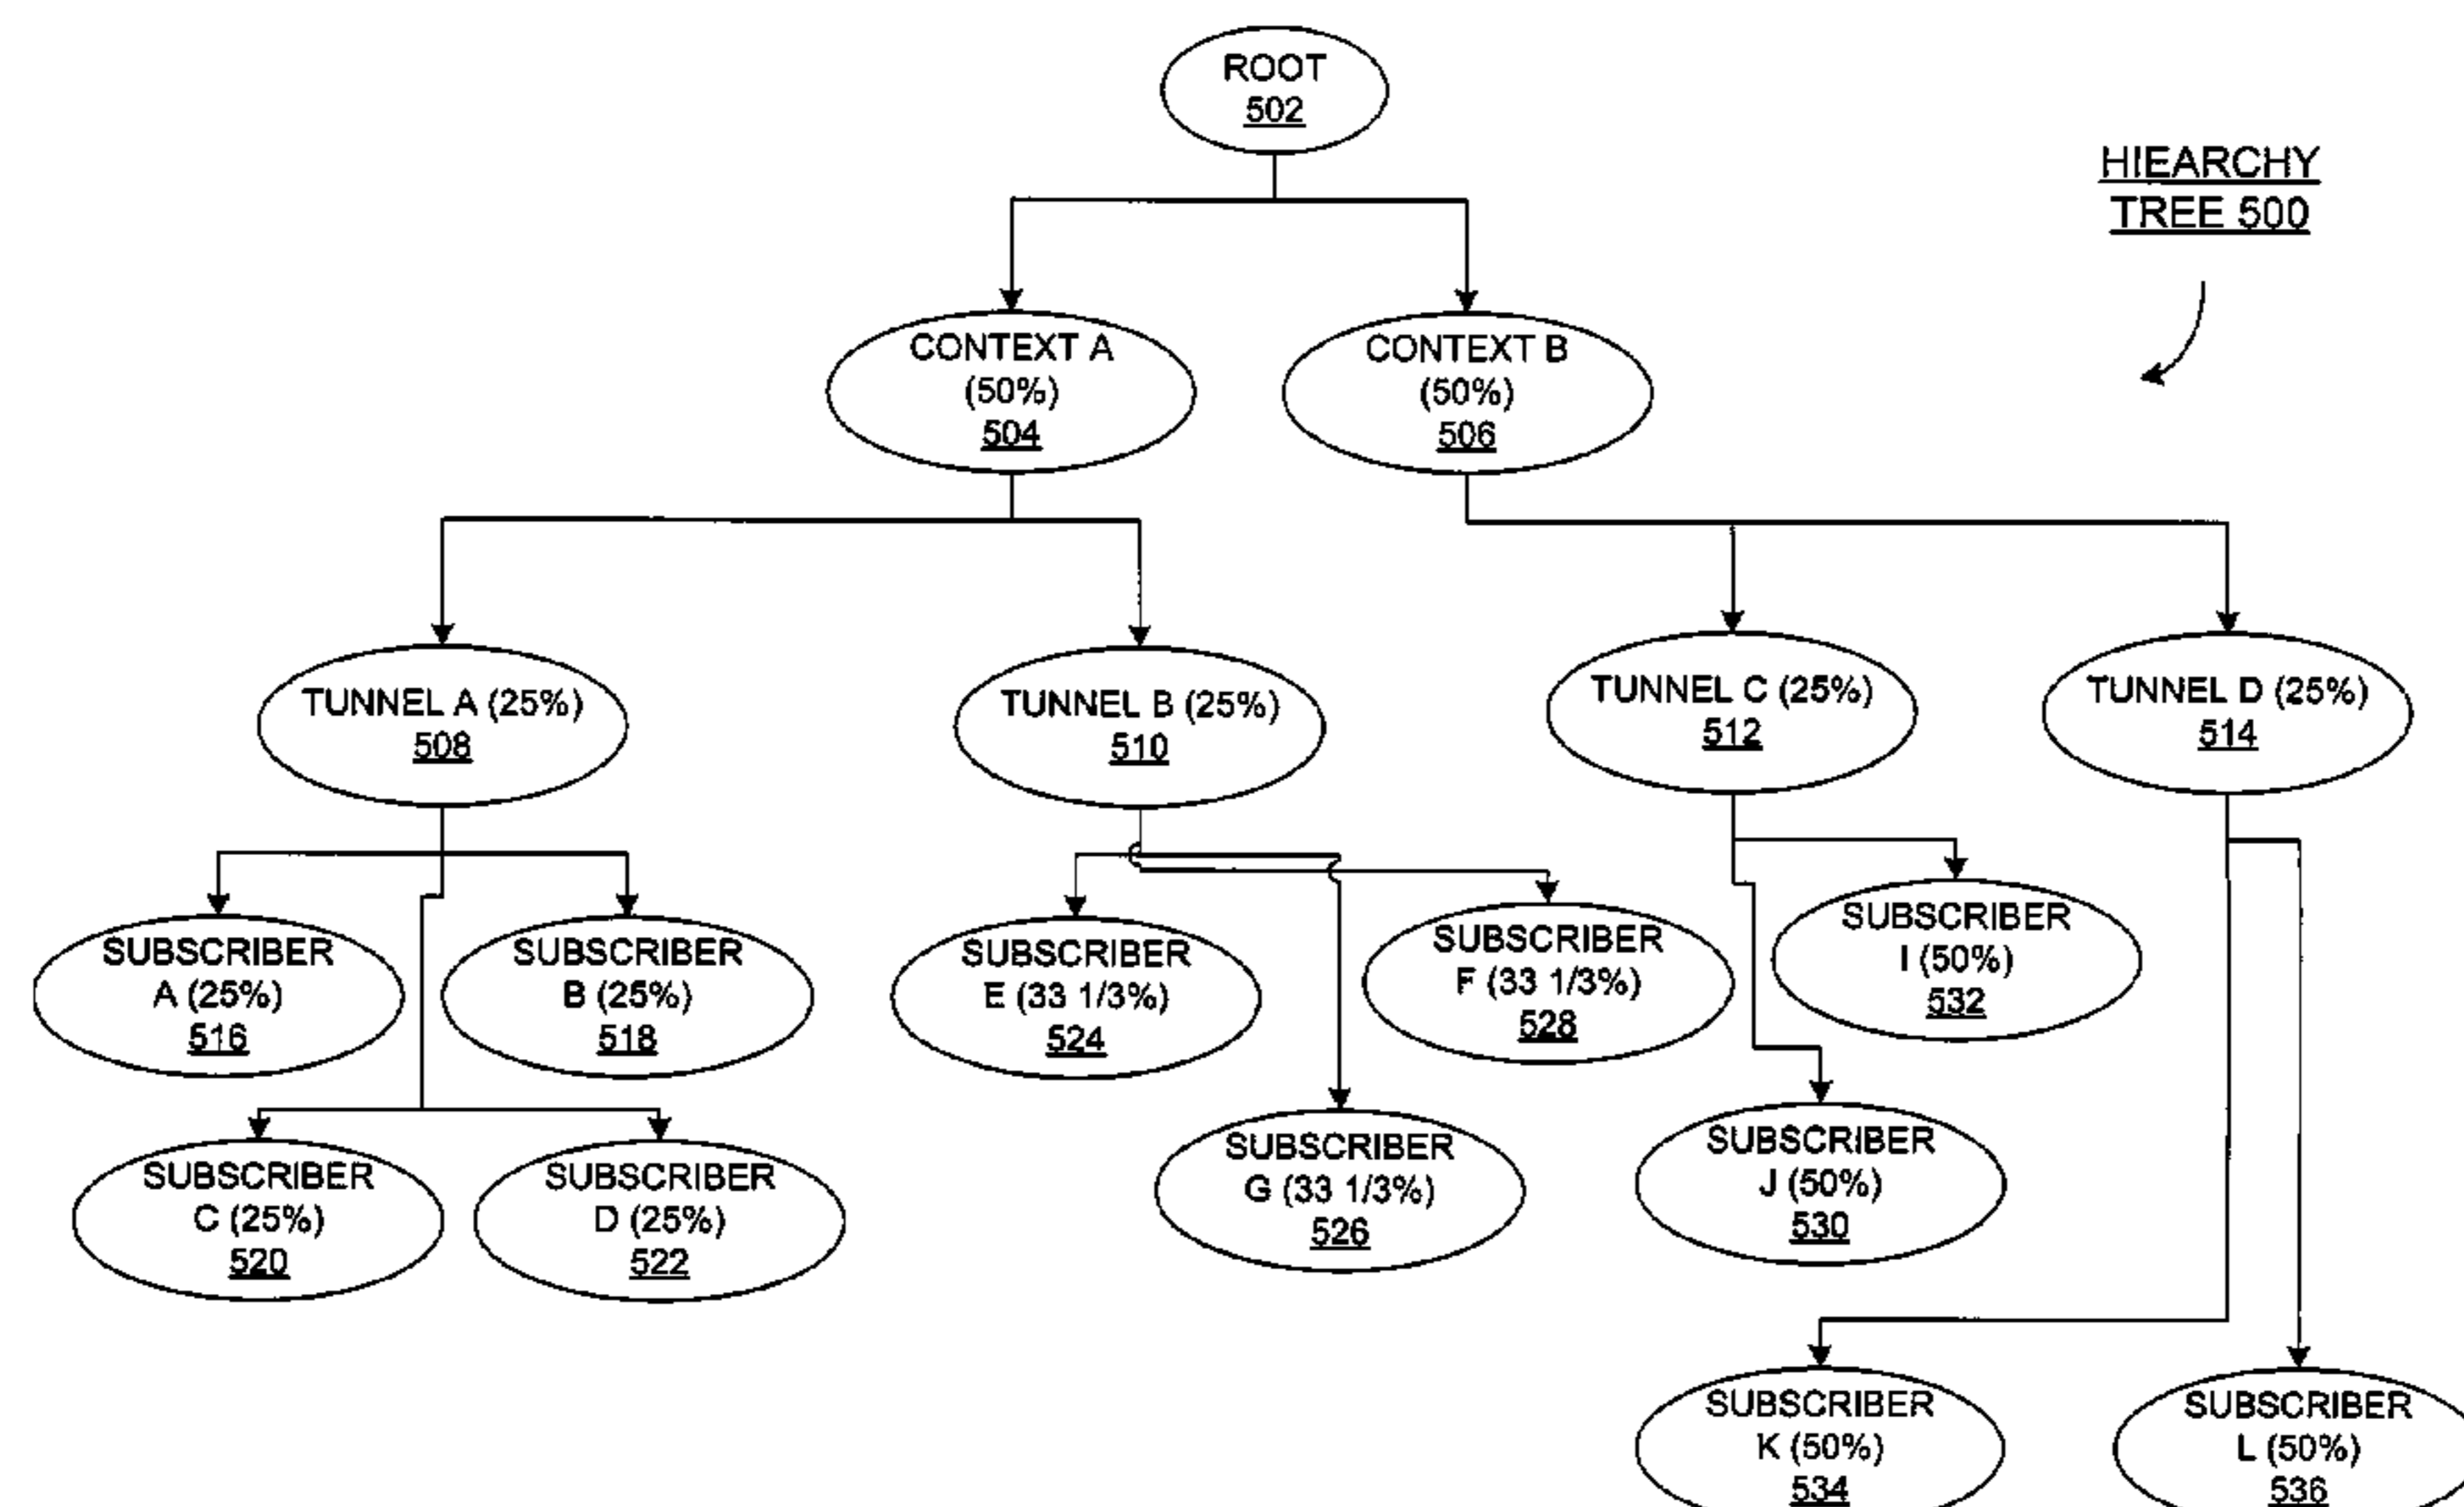 ROOT
502
HIEARCHY
TREE 500
CONTEXT A
(50%)
504
CONTEXT B
(50%)
506
TUNNEL A (25%)
508
TUNNEL B (25%)
510
TUNNEL C (25%)
512
TUNNEL D (25%)
514
SUBSCRIBER
A (25%)
516
SUBSCRIBER
B (25%)
518
SUBSCRIBER
E (33 1/3%)
524
SUBSCRIBER
F (33 1/3%)
528
SUBSCRIBER
I (50%)
532
SUBSCRIBER
C (25%)
520
SUBSCRIBER
D (25%)
522
SUBSCRIBER
G (33 1/3%)
526
SUBSCRIBER
J (50%)
530
SUBSCRIBER
K (50%)
534
SUBSCRIBER
L (50%)
536